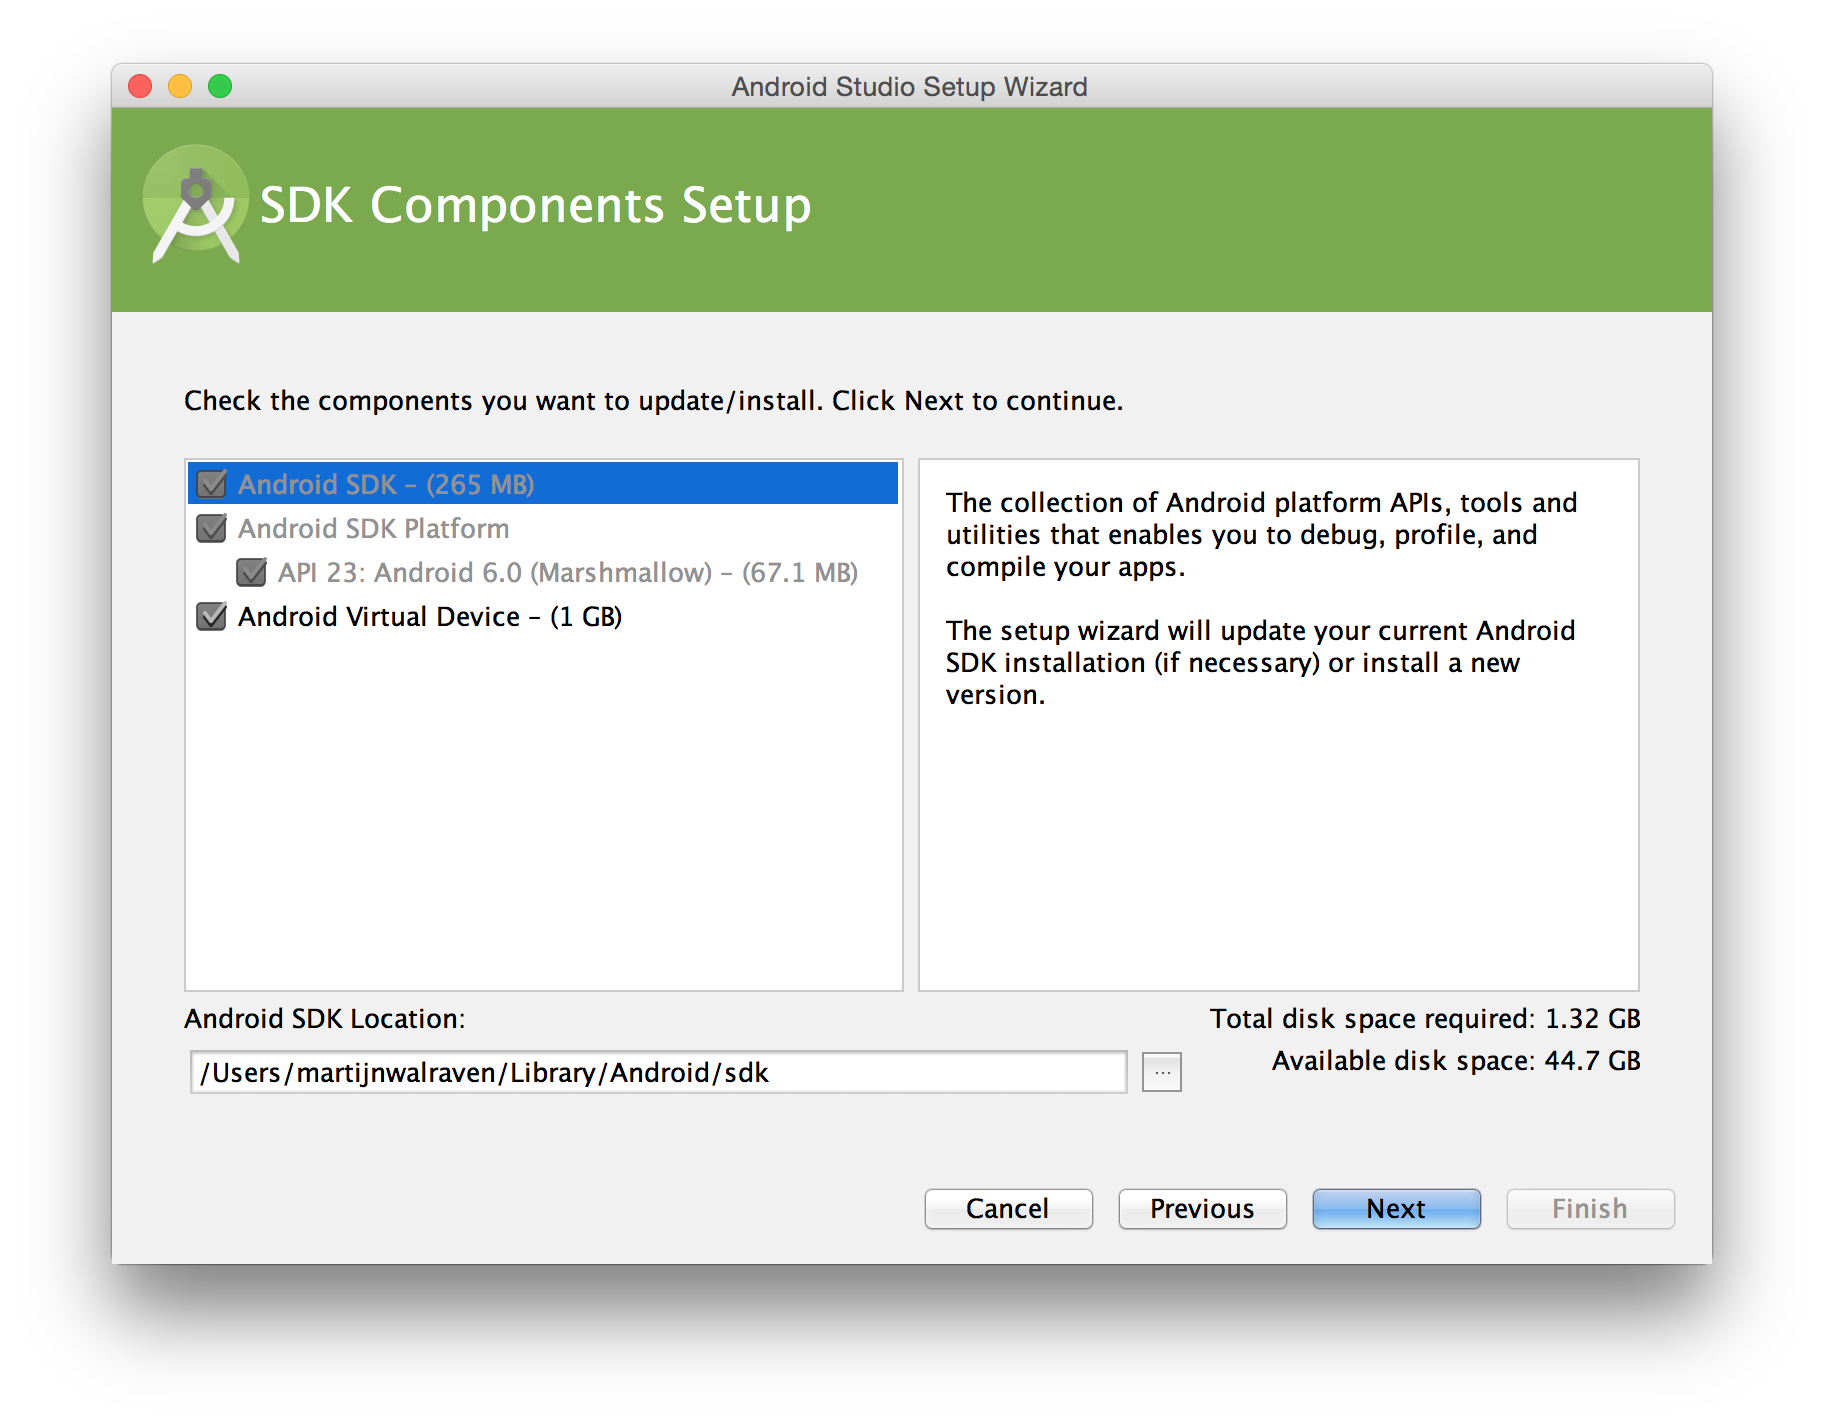 Android Studio Setup Wizard
SDK Components Setup
Check the components you want to update/install. Click Next to continue.
Android SDK – (265 MB)
Android SDK Platform
API 23: Android 6.0 (Marshmallow) – (67.1 MB)
Android Virtual Device – (1 GB)
The collection of Android platform APIs, tools and
utilities that enables you to debug, profile, and
compile your apps.
The setup wizard will update your current Android
SDK installation (if necessary) or install a new
version.
Android SDK Location:
/Users/martijnwalraven/Library/Android/sdk
...
Total disk space required: 1.32 GB
Available disk space: 44.7 GB
Cancel
Previous
Next
Finish